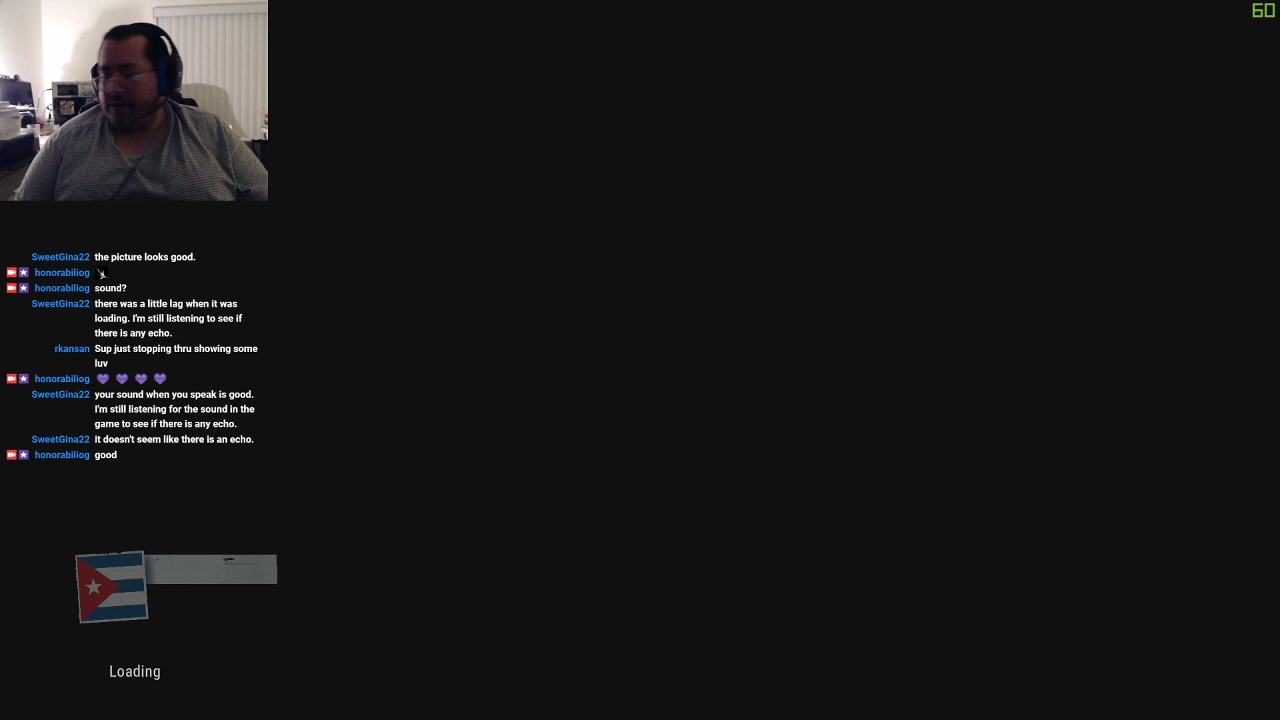 60
SweetGina22 the picture looks good.
honorabiliog
honorabiliog sound?
SweetGina22 there was a little lag when it was
loading. I'm still listening to see if
there is any echo.
rkansan Sup just stopping thru showing some
luv
honorabiliog
SweetGina22 your sound when you speak is good.
I'm still listening for the sound in the
game to see if there is any echo.
SweetGina22 it doesn't seem like there is an echo.
honorabiliog good
Loading